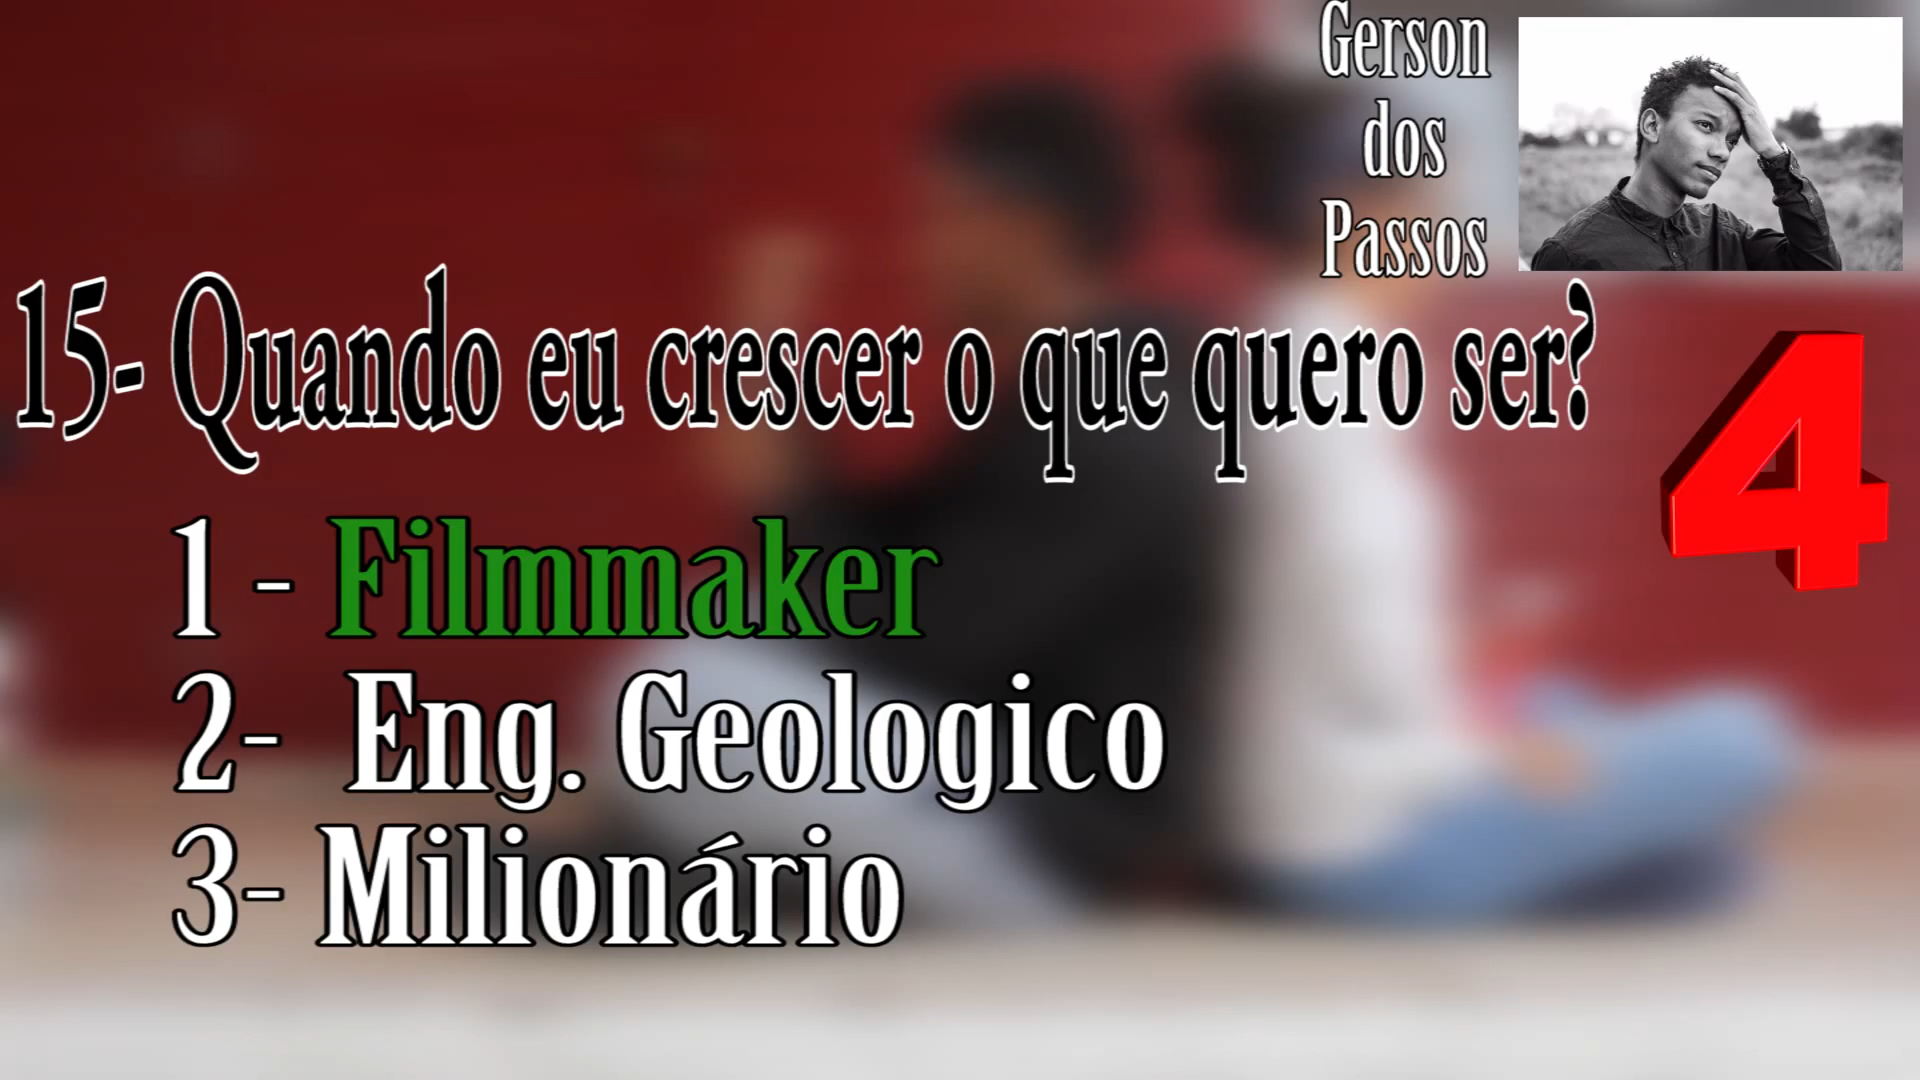 Gerson
dos
Passos
15- Quando eu crescer o que quero ser?
4
1 - Filmmaker
2- Eng. Geologico
3- Milionário